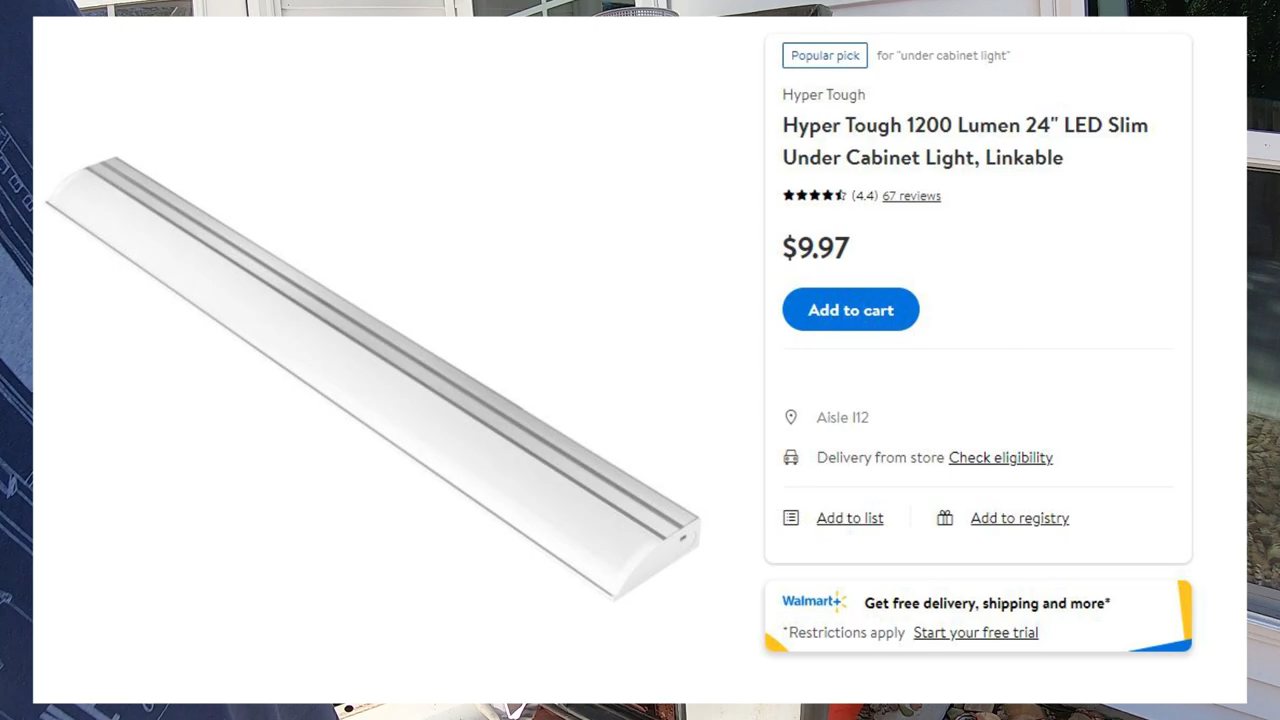 Popular pick for "under cabinet light"
Hyper Tough
Hyper Tough 1200 Lumen 24" LED Slim
Under Cabinet Light, Linkable
(4.4) 67 reviews
$9.97
Add to cart
Aisle I12
Delivery from store Check eligibility
Add to list Add to registry
Walmart+ Get free delivery, shipping and more*
*Restrictions apply Start your free trial